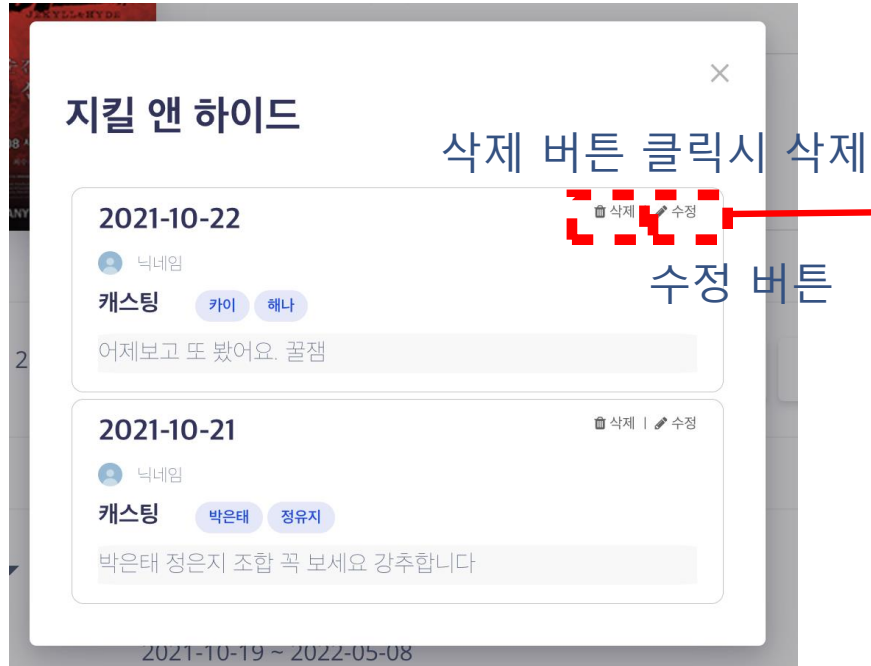 JEKYLL&HYDE
지킬 앤 하이드
삭제 버튼 클릭시 삭제
2021-10-22
삭제 | 수정
닉네임
수정 버튼
캐스팅 카이 해나
어제보고 또 봤어요. 꿀잼
2
2021-10-21
삭제 | 수정
닉네임
캐스팅 박은태 정유지
박은태 정은지 조합 꼭 보세요 강추합니다
2021-10-19 ~ 2022-05-08